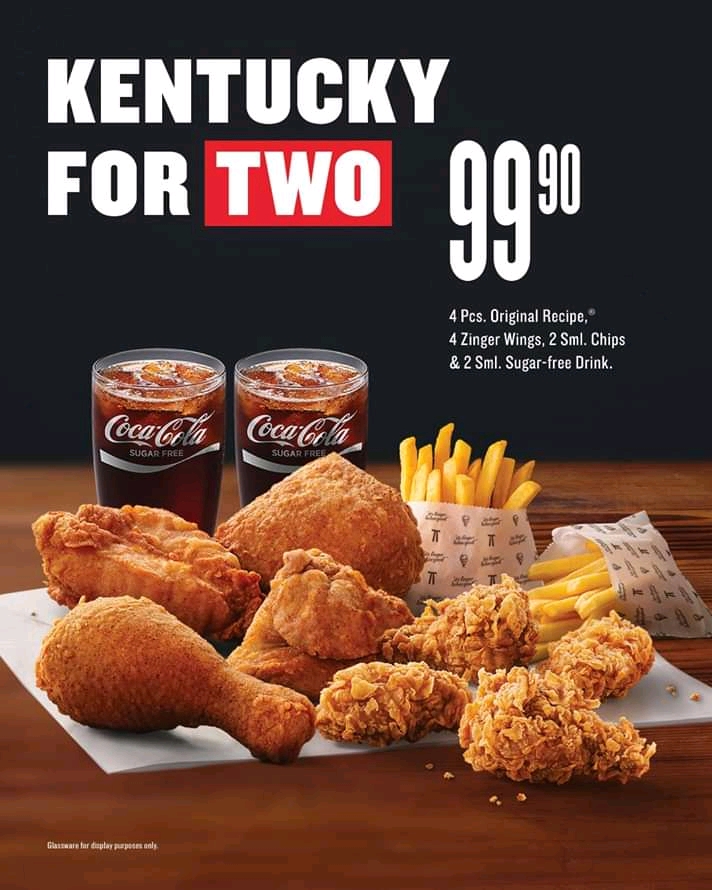 KENTUCKY
FOR TWO
99 90
4 Pcs. Original Recipe,®
4 Zinger Wings, 2 Sml. Chips
& 2 Sml. Sugar-free Drink.
Coca-Cola
SUGAR FREE
Coca-Cola
SUGAR FREE
Glassware for display purposes only.